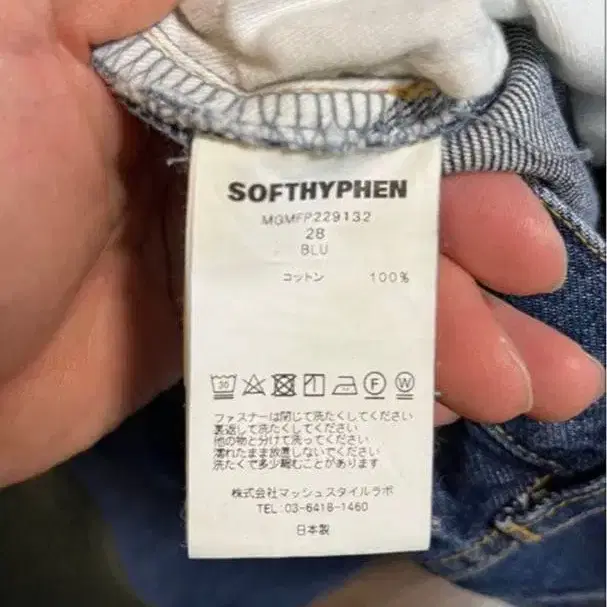 SOFTHYPHEN
MGMFP229132
28
BLU
コットン 100%
30 F W
ファスナーは閉じて洗たくしてください
裏返して洗たくしてください
他の物と分けて洗ってください
濡れたまま放置しないでください
洗たくで多少縮むことがあります
株式会社マッシュスタイルラボ
TEL:03-6418-1460
日本製